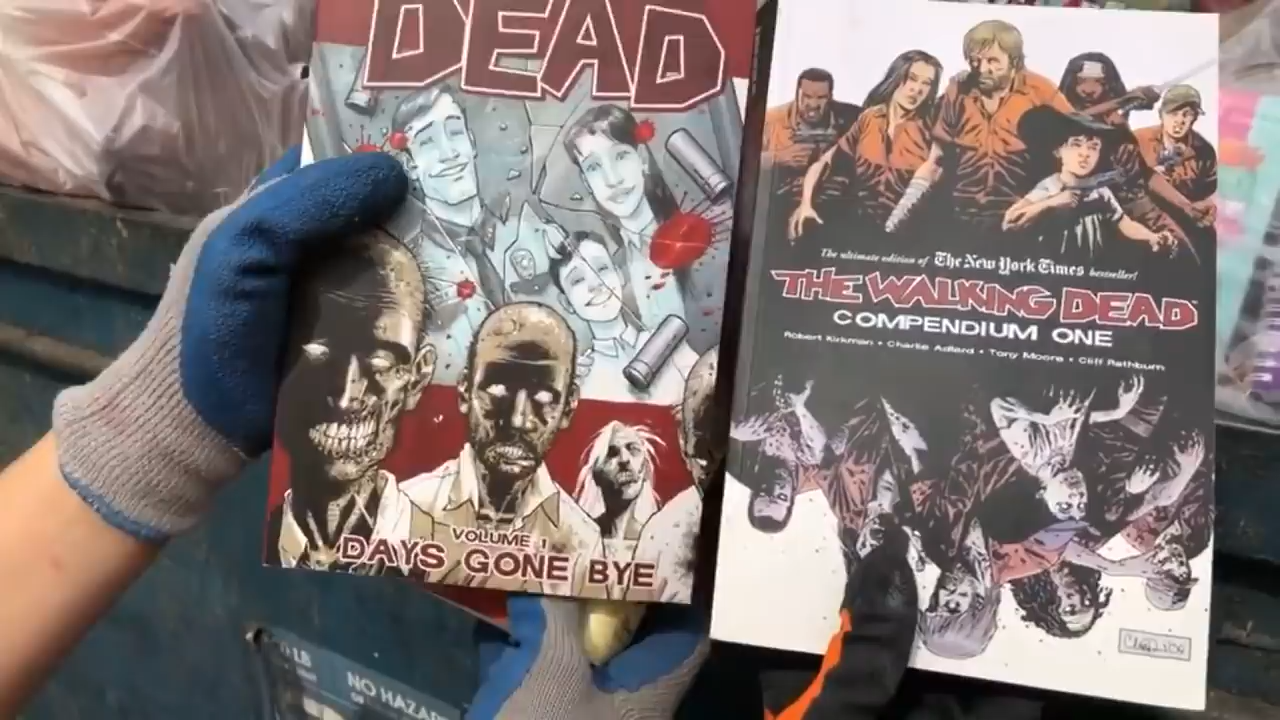 DEAD
VOLUME 1
DAYS GONE BYE
The ultimate edition of The New York Times bestseller!
THE WALKING DEAD
COMPENDIUM ONE
Robert Kirkman • Charlie Adlard • Tony Moore • Cliff Rathburn
LB
NO HAZAR